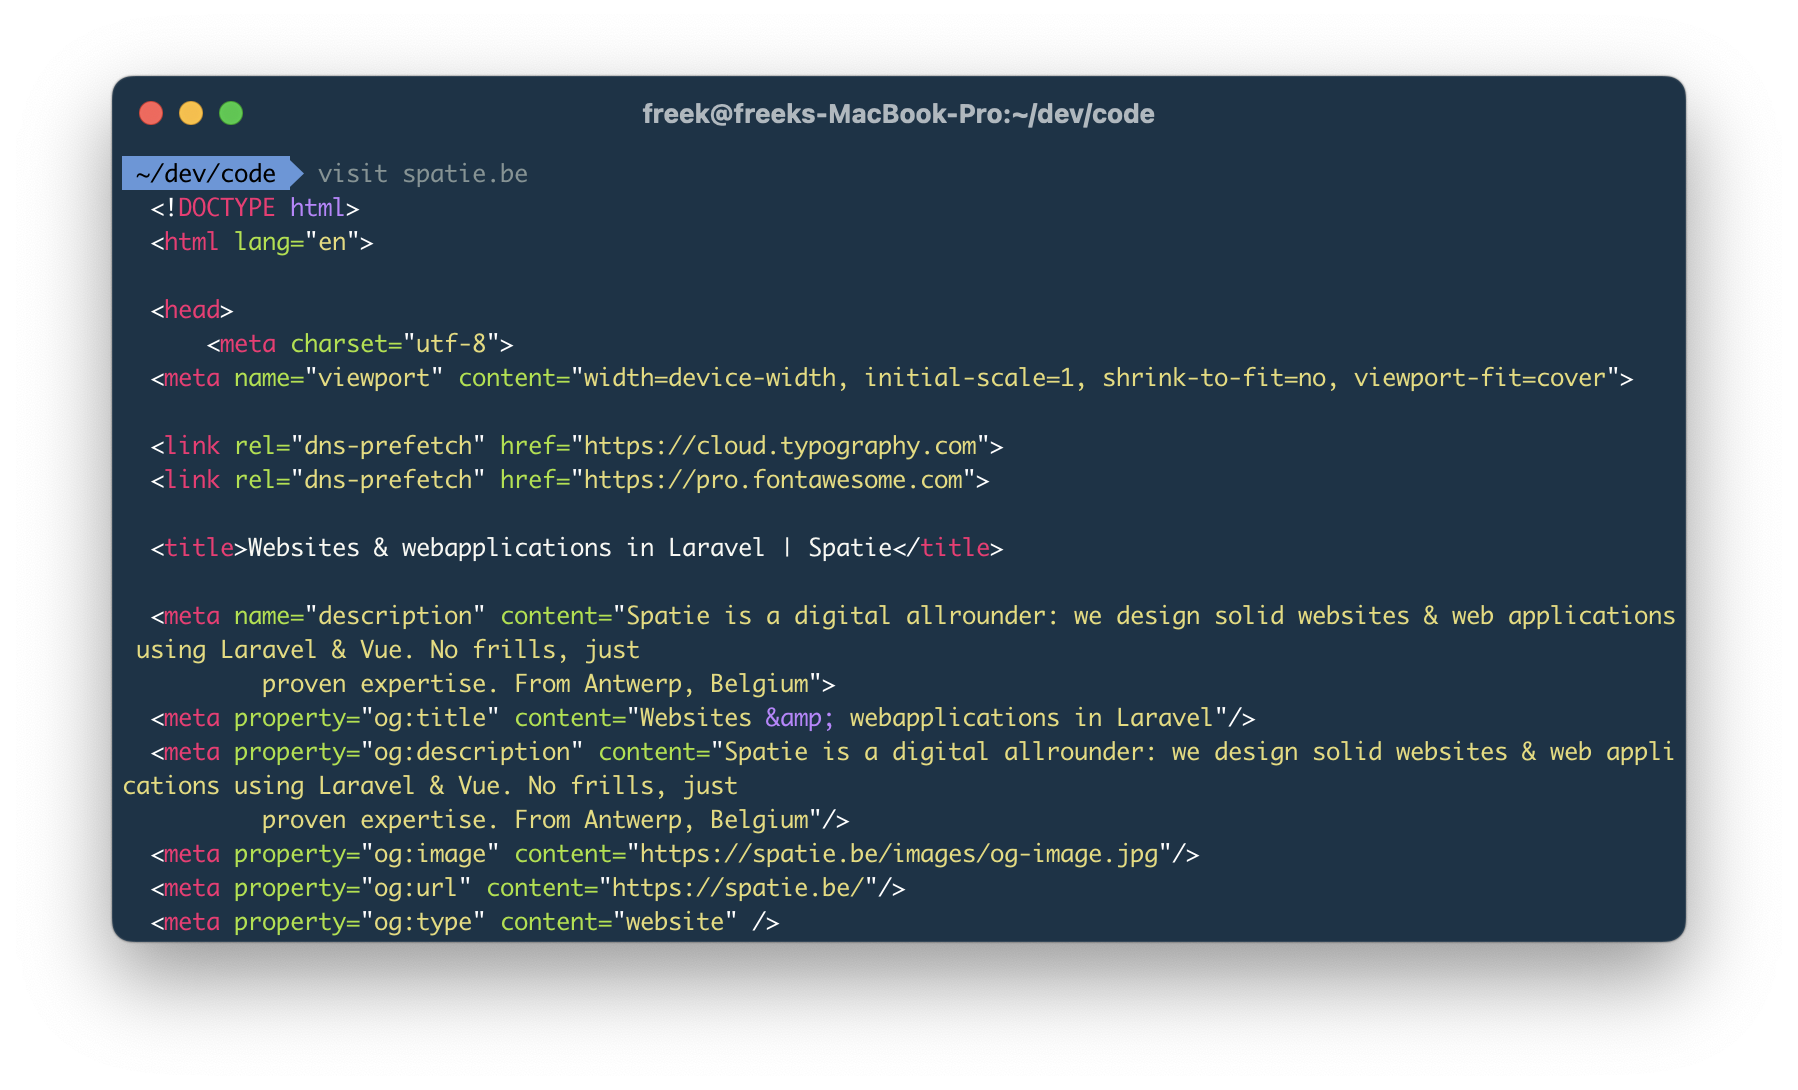 freek@freeks-MacBook-Pro:~/dev/code
~/dev/code visit spatie.be
<!DOCTYPE html>
<html lang="en">
<head>
<meta charset="utf-8">
<meta name="viewport" content="width=device-width, initial-scale=1, shrink-to-fit=no, viewport-fit=cover">
<link rel="dns-prefetch" href="https://cloud.typography.com">
<link rel="dns-prefetch" href="https://pro.fontawesome.com">
<title>Websites & webapplications in Laravel | Spatie</title>
<meta name="description" content="Spatie is a digital allrounder: we design solid websites & web applications
using Laravel & Vue. No frills, just
proven expertise. From Antwerp, Belgium">
<meta property="og:title" content="Websites &amp; webapplications in Laravel"/>
<meta property="og:description" content="Spatie is a digital allrounder: we design solid websites & web appli
cations using Laravel & Vue. No frills, just
proven expertise. From Antwerp, Belgium"/>
<meta property="og:image" content="https://spatie.be/images/og-image.jpg"/>
<meta property="og:url" content="https://spatie.be/"/>
<meta property="og:type" content="website" />